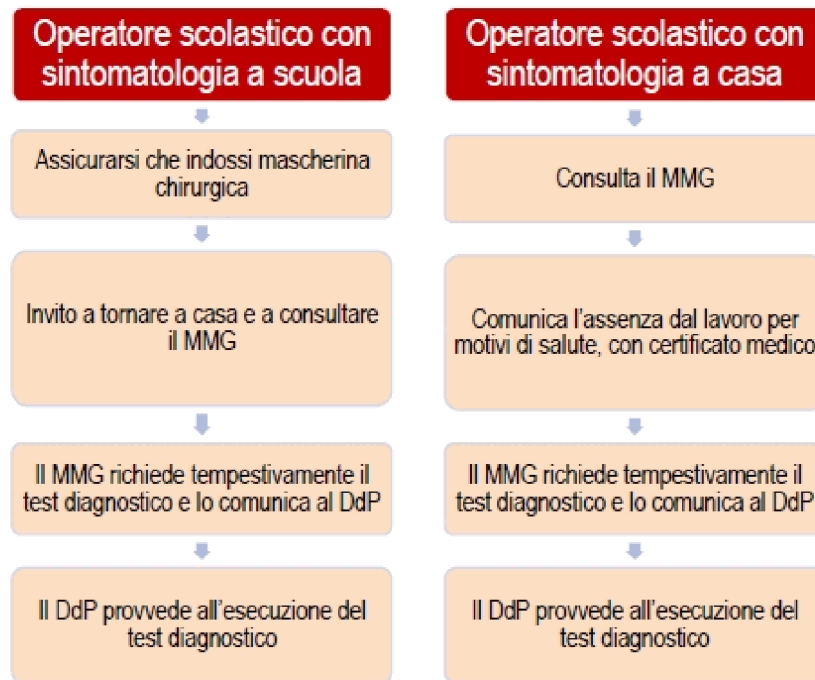 Operatore scolastico con
sintomatologia a scuola
Assicurarsi che indossi mascherina
chirurgica
Invito a tornare a casa e a consultare
il MMG
Il MMG richiede tempestivamente il
test diagnostico e lo comunica al DdP
Il DdP provvede all'esecuzione del
test diagnostico
Operatore scolastico con
sintomatologia a casa
Consulta il MMG
Comunica l'assenza dal lavoro per
motivi di salute, con certificato medico
Il MMG richiede tempestivamente il
test diagnostico e lo comunica al DdP
Il DdP provvede all'esecuzione del
test diagnostico